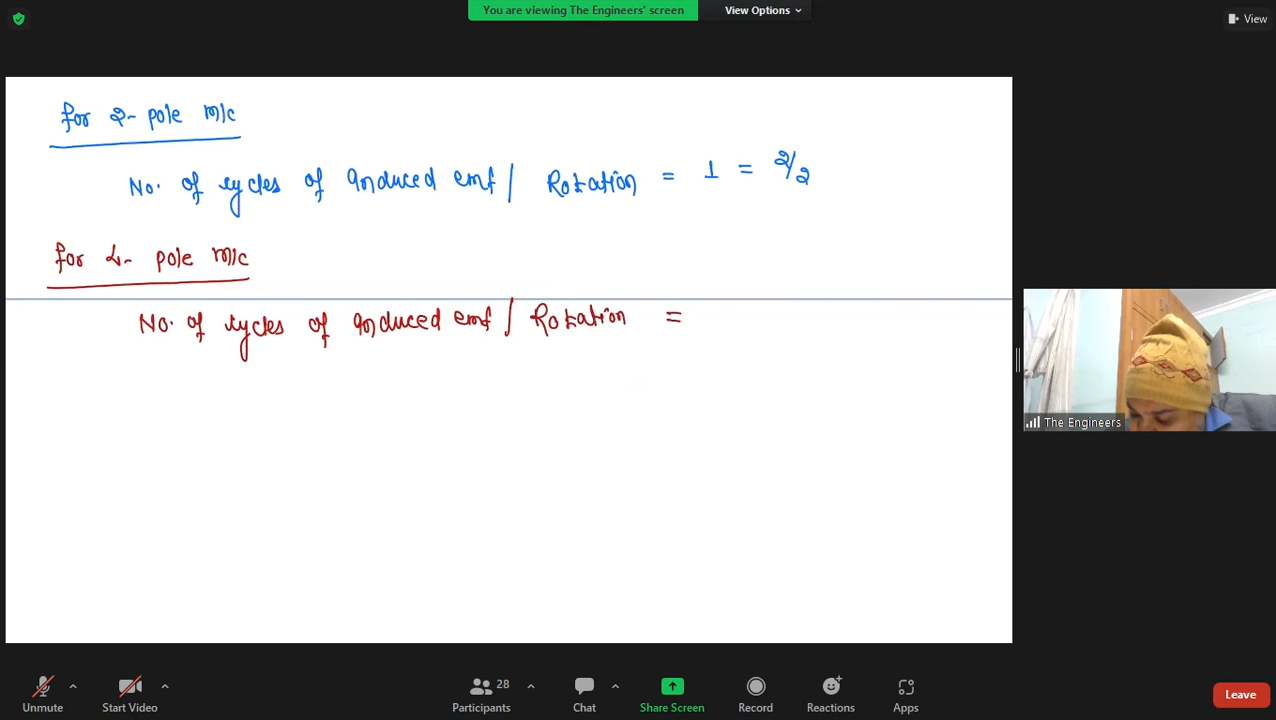 You are viewing The Engineers' screen
View Options
View
for 2- pole m/c
No. of cycles of induced emf / Rotation = 1 = 2/2
for 4- pole m/c
No. of cycles of induced emf / Rotation =
The Engineers
28
Unmute
Start Video
Participants
Chat
Share Screen
Record
Reactions
Apps
Leave